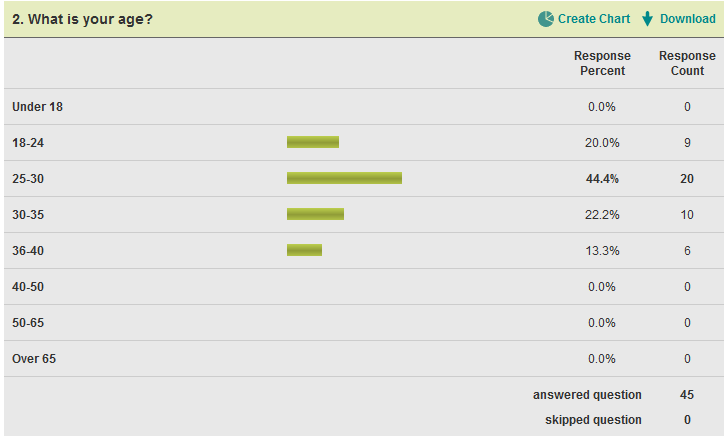 2. What is your age? Create Chart Download
Response Percent Response Count
Under 18 0.0% 0
18-24 20.0% 9
25-30 44.4% 20
30-35 22.2% 10
36-40 13.3% 6
40-50 0.0% 0
50-65 0.0% 0
Over 65 0.0% 0
answered question 45
skipped question 0